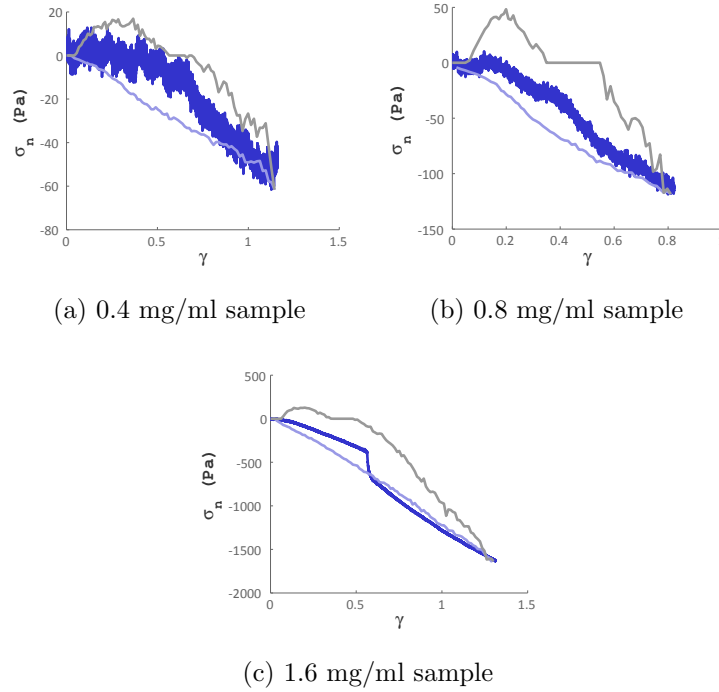 20
0
-20
-40
-60
-80
σn (Pa)
0 0.5 1 1.5
γ
50
0
-50
-100
-150
σn (Pa)
0 0.2 0.4 0.6 0.8
γ
(a) 0.4 mg/ml sample
(b) 0.8 mg/ml sample
500
0
-500
-1000
-1500
-2000
σn (Pa)
0 0.5 1 1.5
γ
(c) 1.6 mg/ml sample